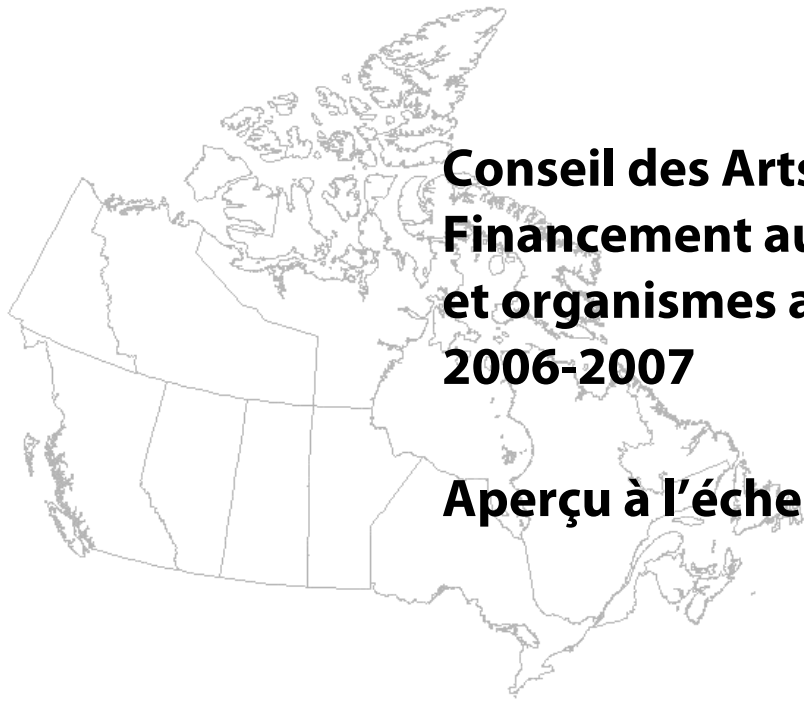 Conseil des Arts
Financement au
et organismes a
2006-2007
Aperçu à l’éche